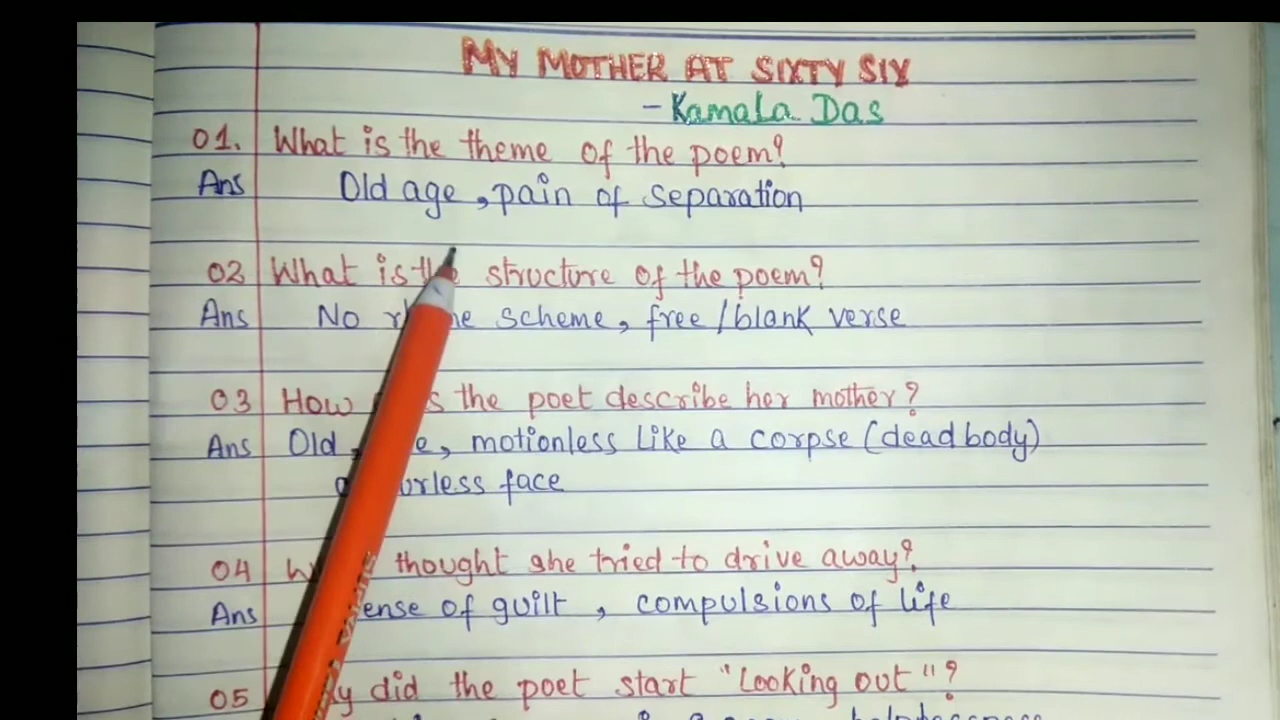 MY MOTHER AT SIXTY SIX
- Kamala Das
01. What is the theme of the poem?
Ans Old age, pain of separation
02 What is the structure of the poem?
Ans No scheme, free/blank verse
03 How the poet describe her mother?
Ans Old, motionless like a corpse (dead body)
face
04 thought she tried to drive away?
Ans of guilt, compulsions of life
05 did the poet start "Looking out"?